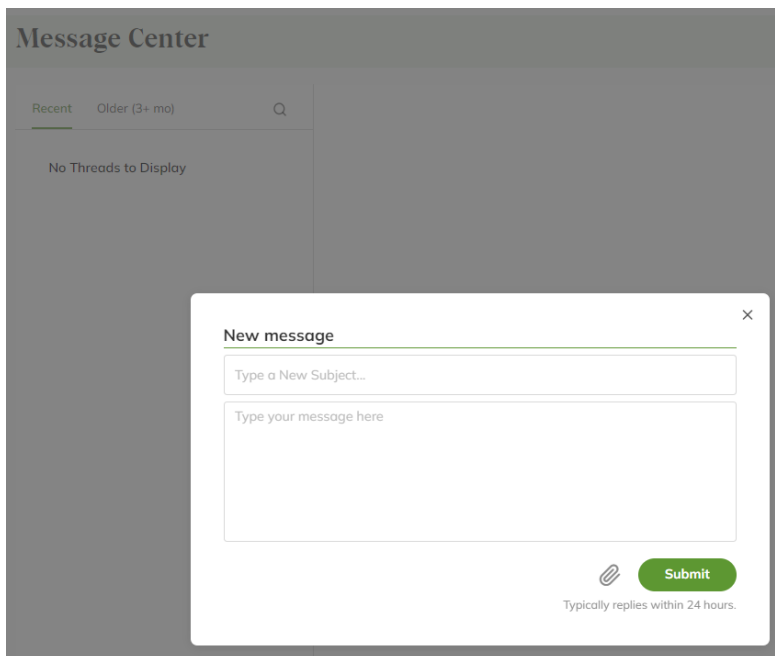 Message Center
Recent Older (3+ mo)
No Threads to Display
New message
Type a New Subject...
Type your message here
Submit
Typically replies within 24 hours.